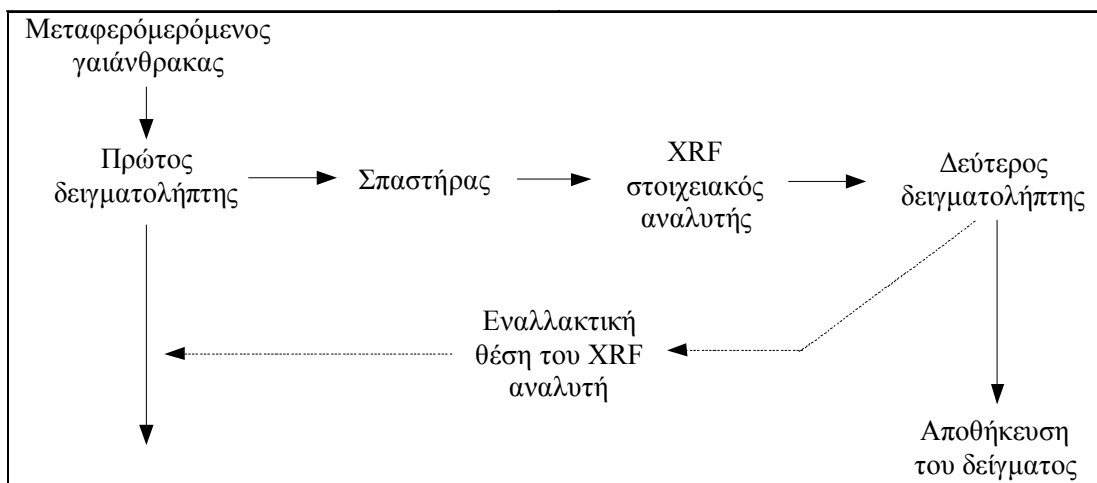 Μεταφερόμερόμενος
γαιάνθρακας
Πρώτος
δειγματολήπτης
Σπαστήρας
XRF
στοιχειακός
αναλυτής
Δεύτερος
δειγματολήπτης
Εναλλακτική
θέση του XRF
αναλυτή
Αποθήκευση
του δείγματος